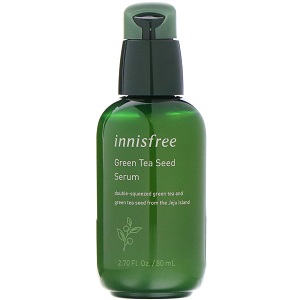 innisfree
Green Tea Seed
Serum
double-squeezed green tea and
green tea seed from the Jeju Island
2.70 Fl. Oz. / 80 mL